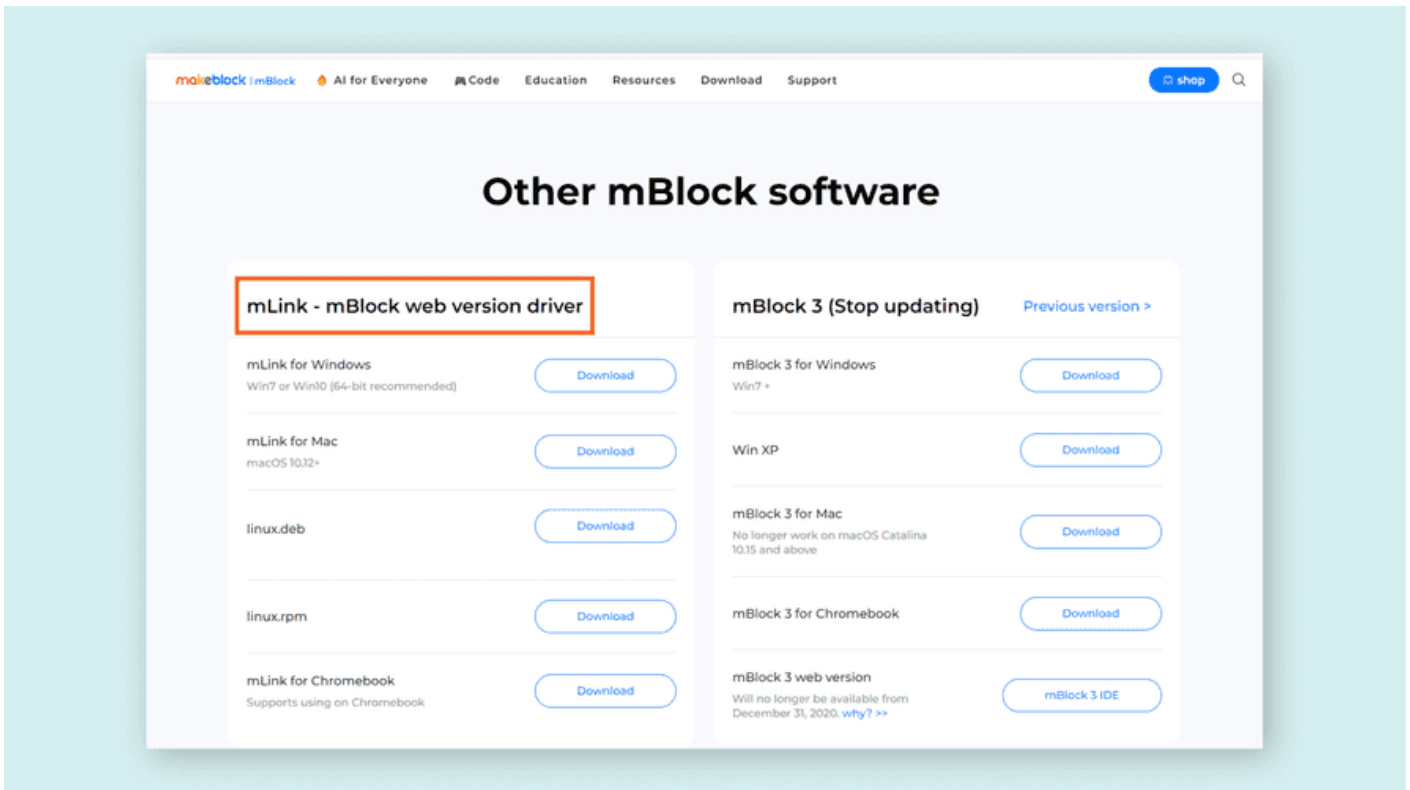 makeblock | mBlock AI for Everyone Code Education Resources Download Support shop
Other mBlock software
mLink - mBlock web version driver
mLink for Windows
Win7 or Win10 (64-bit recommended)
Download
mLink for Mac
macOS 10.12+
Download
linux.deb
Download
linux.rpm
Download
mLink for Chromebook
Supports using on Chromebook
Download
mBlock 3 (Stop updating) Previous version >
mBlock 3 for Windows
Win7 +
Download
Win XP
Download
mBlock 3 for Mac
No longer work on macOS Catalina
10.15 and above
Download
mBlock 3 for Chromebook
Download
mBlock 3 web version
Will no longer be available from
December 31, 2020. why? >>
mBlock 3 IDE